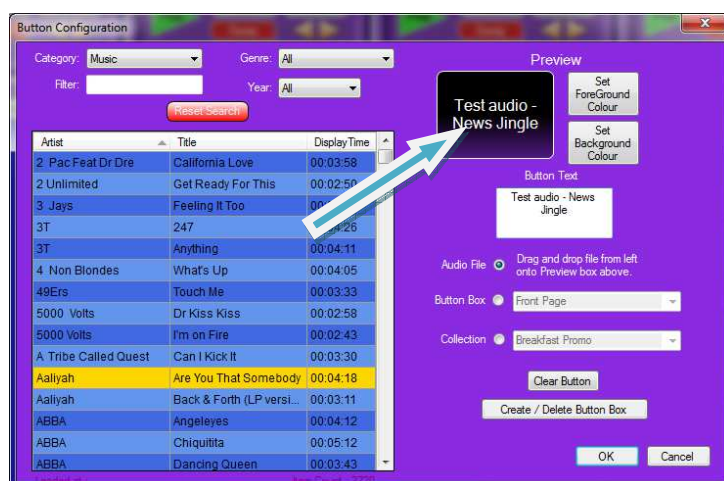 Button Configuration
Category: Music Genre: All
Filter: Year: All
Reset Search
Artist Title Display Time
2 Pac Feat Dr Dre California Love 00:03:58
2 Unlimited Get Ready For This 00:02:50
3 Jays Feeling It Too
3T 247
3T Anything 00:04:11
4 Non Blondes What's Up 00:04:05
49Ers Touch Me 00:03:33
5000 Volts Dr Kiss Kiss 00:02:58
5000 Volts I'm on Fire 00:02:43
A Tribe Called Quest Can I Kick It 00:03:30
Aaliyah Are You That Somebody 00:04:18
Aaliyah Back & Forth (LP versi... 00:03:11
ABBA Angeleyes 00:04:12
ABBA Chiquitita 00:05:12
ABBA Dancing Queen 00:03:43
Preview
Test audio -
News Jingle
Set
ForeGround
Colour
Set
Background
Colour
Button Text
Test audio - News
Jingle
Audio File Drag and drop file from left
onto Preview box above.
Button Box Front Page
Collection Breakfast Promo
Clear Button
Create / Delete Button Box
OK Cancel